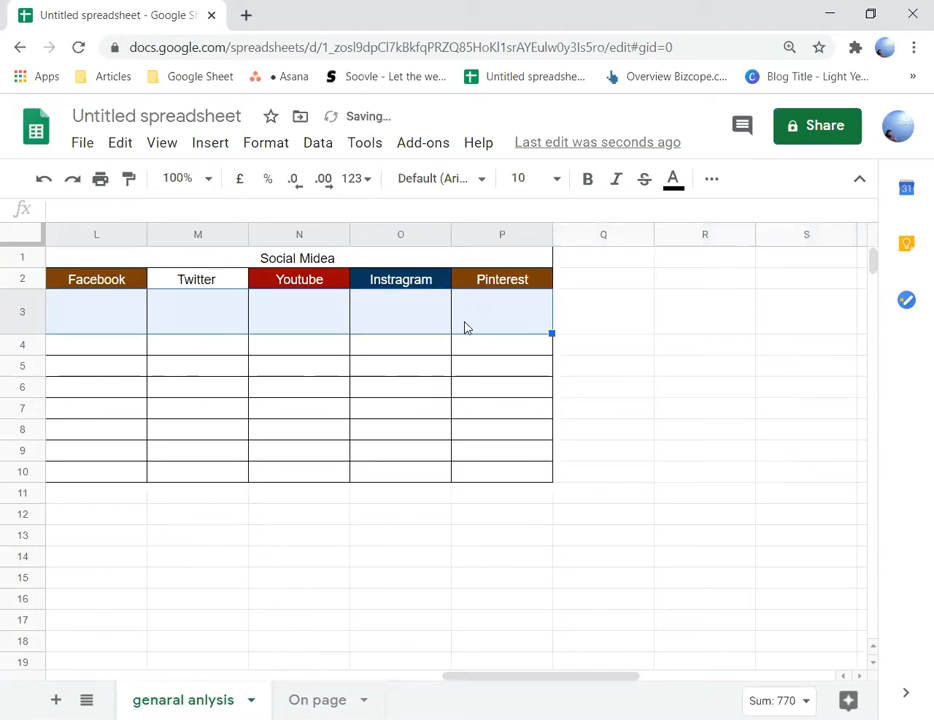 Untitled spreadsheet - Google Sh
docs.google.com/spreadsheets/d/1_zosl9dpCl7kBkfqPRZQ85HoKl1srAYEulw0y3Is5ro/edit#gid=0
Apps Articles Google Sheet • Asana Soovle - Let the we... Untitled spreadshe... Overview Bizcope.c... Blog Title - Light Ye... »
Untitled spreadsheet Saving...
Share
File Edit View Insert Format Data Tools Add-ons Help Last edit was seconds ago
100% £ % .0 .00 123 Default (Ari... 10 B I S A
31
fx
L M N O P Q R S
1 Social Midea
2 Facebook Twitter Youtube Instragram Pinterest
3
4
5
6
7
8
9
10
11
12
13
14
15
16
17
18
19
genaral anlysis On page Sum: 770